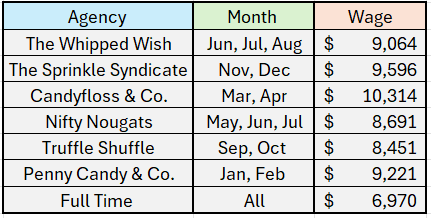 Agency Month Wage
The Whipped Wish Jun, Jul, Aug $ 9,064
The Sprinkle Syndicate Nov, Dec $ 9,596
Candyfloss & Co. Mar, Apr $ 10,314
Nifty Nougats May, Jun, Jul $ 8,691
Truffle Shuffle Sep, Oct $ 8,451
Penny Candy & Co. Jan, Feb $ 9,221
Full Time All $ 6,970